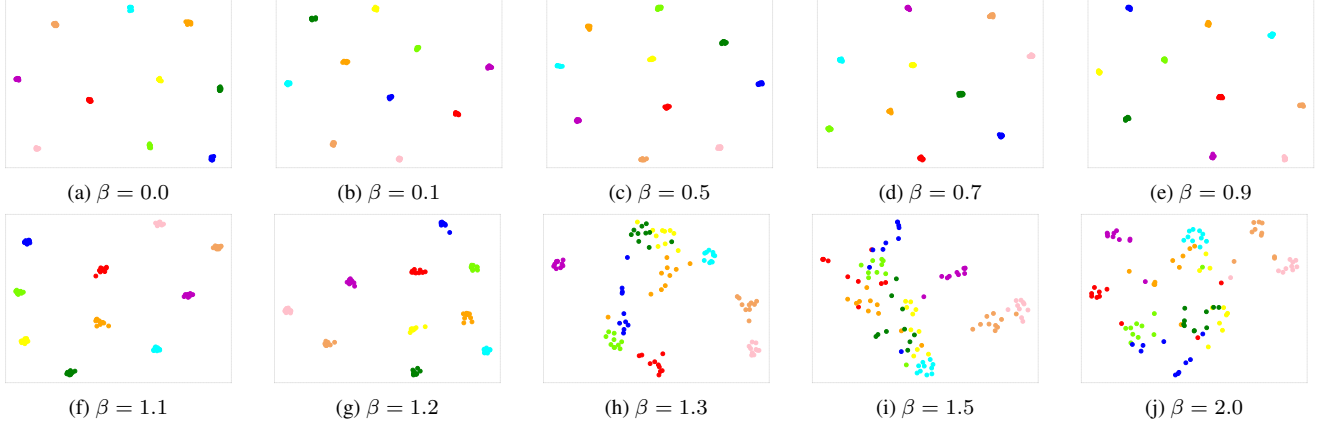 (a) β = 0.0
(b) β = 0.1
(c) β = 0.5
(d) β = 0.7
(e) β = 0.9
(f) β = 1.1
(g) β = 1.2
(h) β = 1.3
(i) β = 1.5
(j) β = 2.0